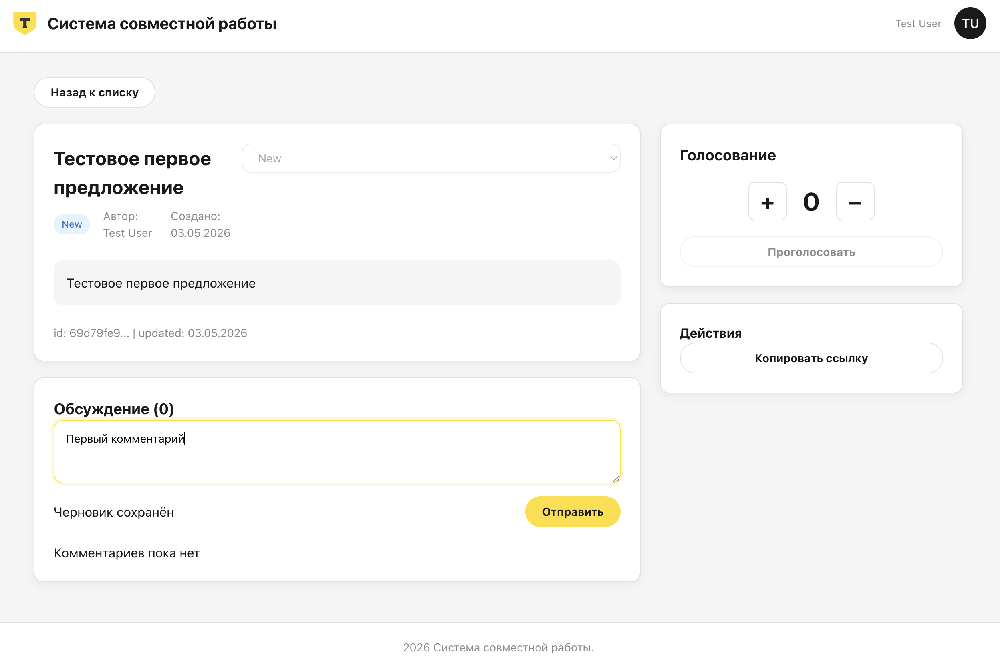 T
Система совместной работы
Test User
TU
Назад к списку
Тестовое первое
предложение
New
New
Автор:
Test User
Создано:
03.05.2026
Тестовое первое предложение
id: 69d79fe9... | updated: 03.05.2026
Голосование
+ 0 −
Проголосовать
Действия
Копировать ссылку
Обсуждение (0)
Первый комментарий
Черновик сохранён
Отправить
Комментариев пока нет
2026 Система совместной работы.